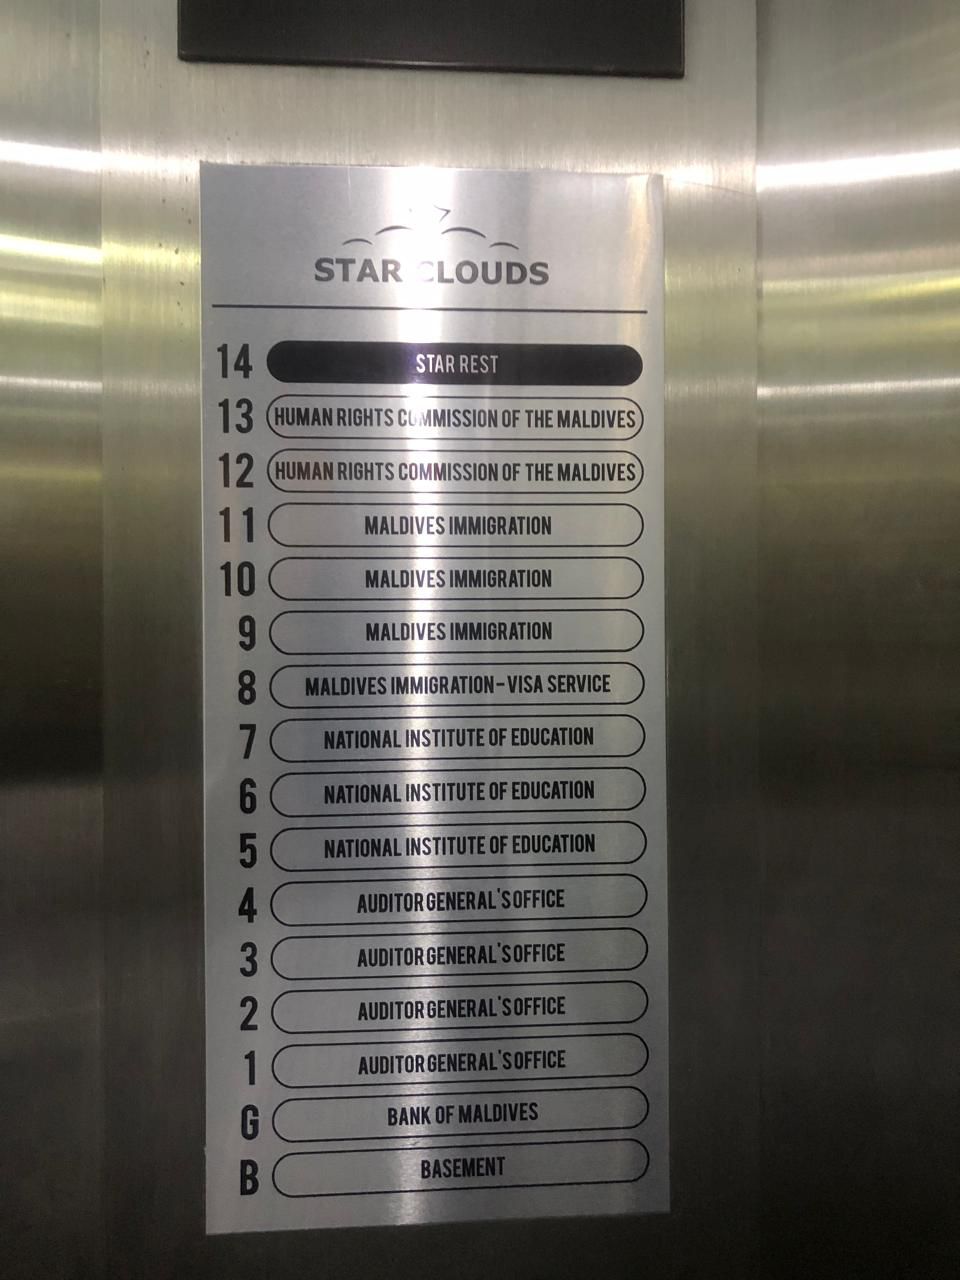 STAR CLOUDS
14 STAR REST
13 HUMAN RIGHTS COMMISSION OF THE MALDIVES
12 HUMAN RIGHTS COMMISSION OF THE MALDIVES
11 MALDIVES IMMIGRATION
10 MALDIVES IMMIGRATION
9 MALDIVES IMMIGRATION
8 MALDIVES IMMIGRATION-VISA SERVICE
7 NATIONAL INSTITUTE OF EDUCATION
6 NATIONAL INSTITUTE OF EDUCATION
5 NATIONAL INSTITUTE OF EDUCATION
4 AUDITOR GENERAL'S OFFICE
3 AUDITOR GENERAL'S OFFICE
2 AUDITOR GENERAL'S OFFICE
1 AUDITOR GENERAL'S OFFICE
G BANK OF MALDIVES
B BASEMENT